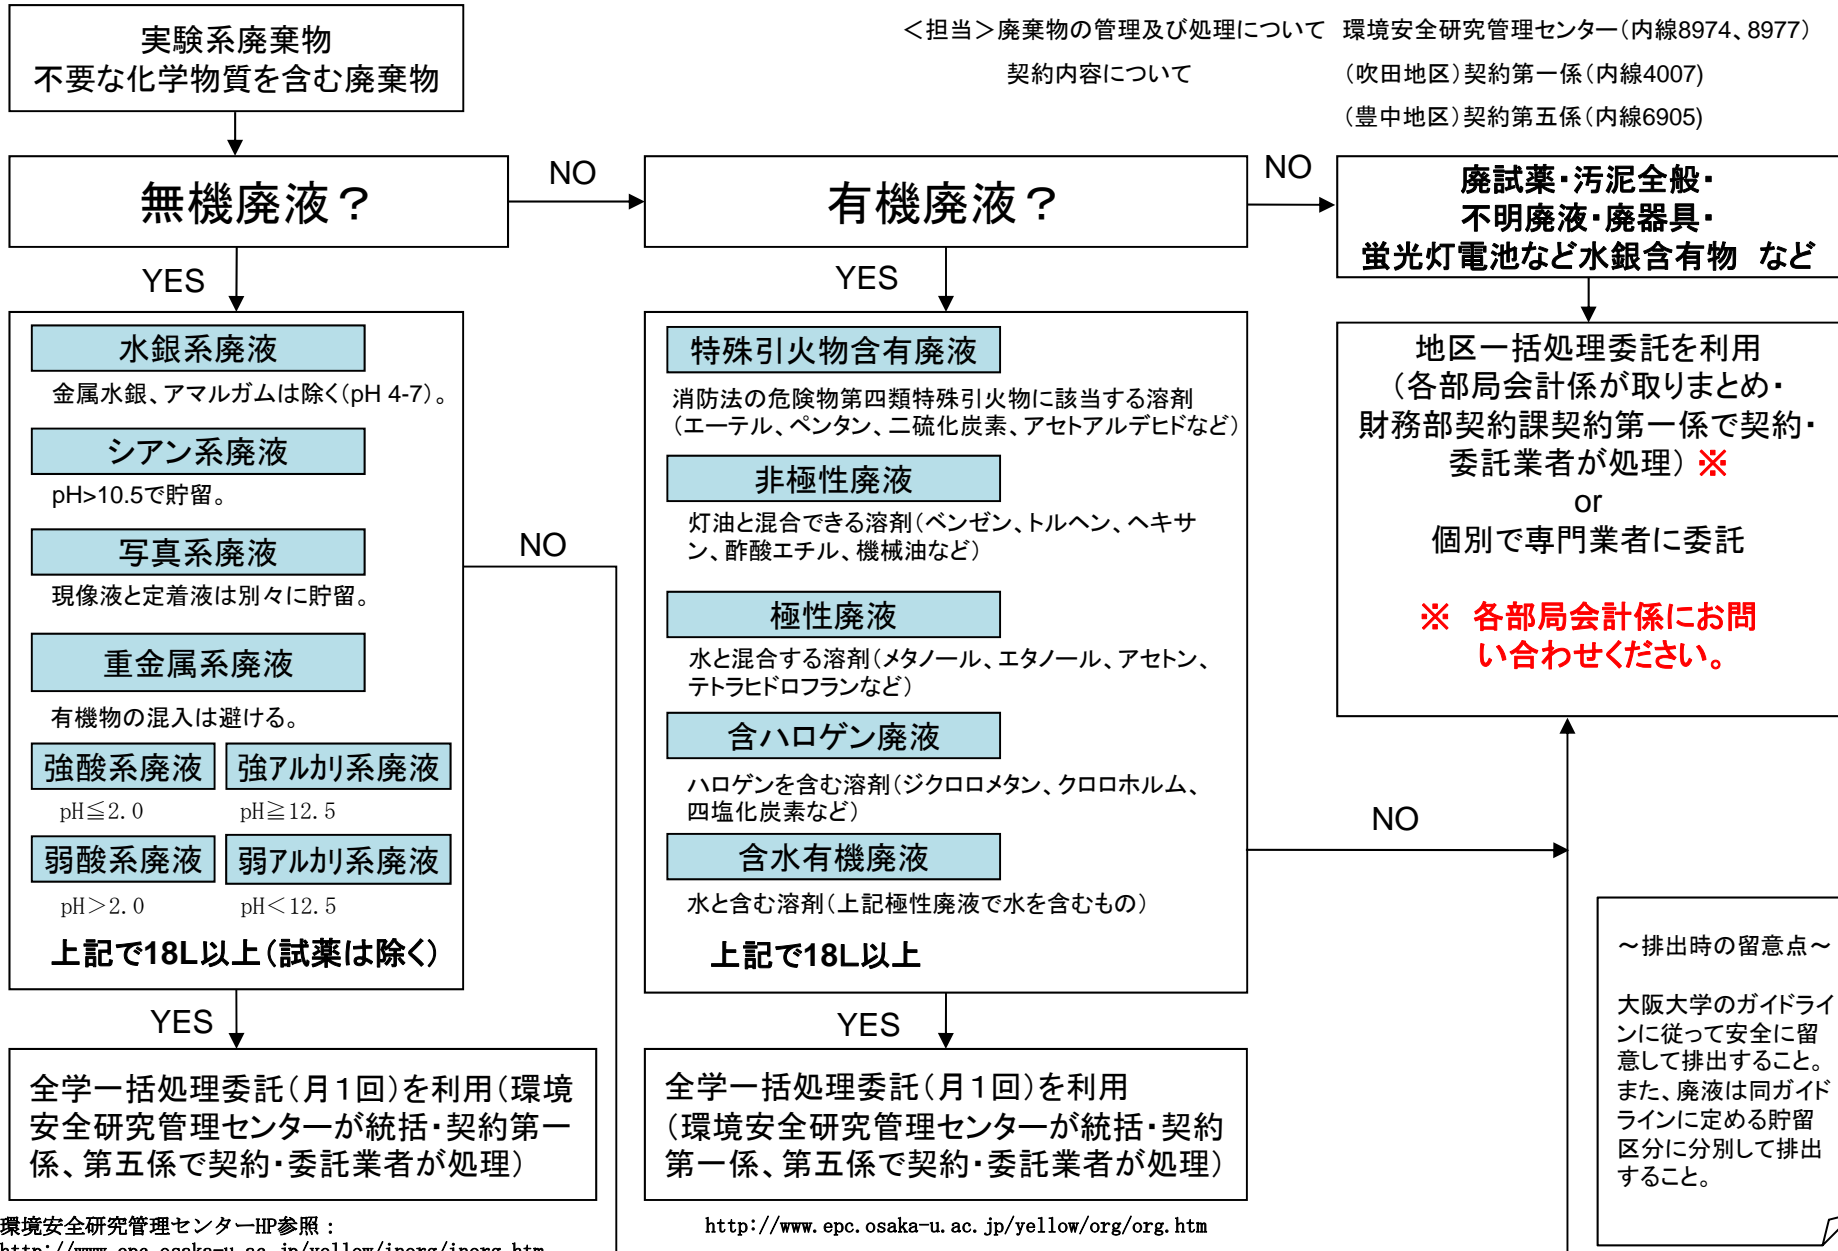 実験系廃棄物
不要な化学物質を含む廃棄物
＜担当＞廃棄物の管理及び処理について　環境安全研究管理センター（内線8974、8977）
契約内容について　（吹田地区）契約第一係（内線4007）
（豊中地区）契約第五係（内線6905）
無機廃液？
NO
有機廃液？
NO
廃試薬・汚泥全般・
不明廃液・廃器具・
蛍光灯電池など水銀含有物　など
YES
水銀系廃液
金属水銀、アマルガムは除く（pH 4-7）。
シアン系廃液
pH>10.5で貯留。
写真系廃液
現像液と定着液は別々に貯留。
重金属系廃液
有機物の混入は避ける。
強酸系廃液　強アルカリ系廃液
pH≦2.0　pH≧12.5
弱酸系廃液　弱アルカリ系廃液
pH＞2.0　pH＜12.5
上記で18L以上（試薬は除く）
NO
YES
全学一括処理委託（月１回）を利用（環境
安全研究管理センターが統括・契約第一
係、第五係で契約・委託業者が処理）
環境安全研究管理センターHP参照：
http://www.epc.osaka-u.ac.jp/yellow/inorg/inorg.htm
YES
特殊引火物含有廃液
消防法の危険物第四類特殊引火物に該当する溶剤
（エーテル、ペンタン、二硫化炭素、アセトアルデヒドなど）
非極性廃液
灯油と混合できる溶剤（ベンゼン、トルヘン、ヘキサ
ン、酢酸エチル、機械油など）
極性廃液
水と混合する溶剤（メタノール、エタノール、アセトン、
テトラヒドロフランなど）
含ハロゲン廃液
ハロゲンを含む溶剤（ジクロロメタン、クロロホルム、
四塩化炭素など）
含水有機廃液
水と含む溶剤（上記極性廃液で水を含むもの）
上記で18L以上
NO
YES
全学一括処理委託（月１回）を利用
（環境安全研究管理センターが統括・契約
第一係、第五係で契約・委託業者が処理）
http://www.epc.osaka-u.ac.jp/yellow/org/org.htm
地区一括処理委託を利用
（各部局会計係が取りまとめ・
財務部契約課契約第一係で契約・
委託業者が処理）※
or
個別で専門業者に委託
※　各部局会計係にお問
い合わせください。
～排出時の留意点～
大阪大学のガイドライ
ンに従って安全に留
意して排出すること。
また、廃液は同ガイド
ラインに定める貯留
区分に分別して排出
すること。